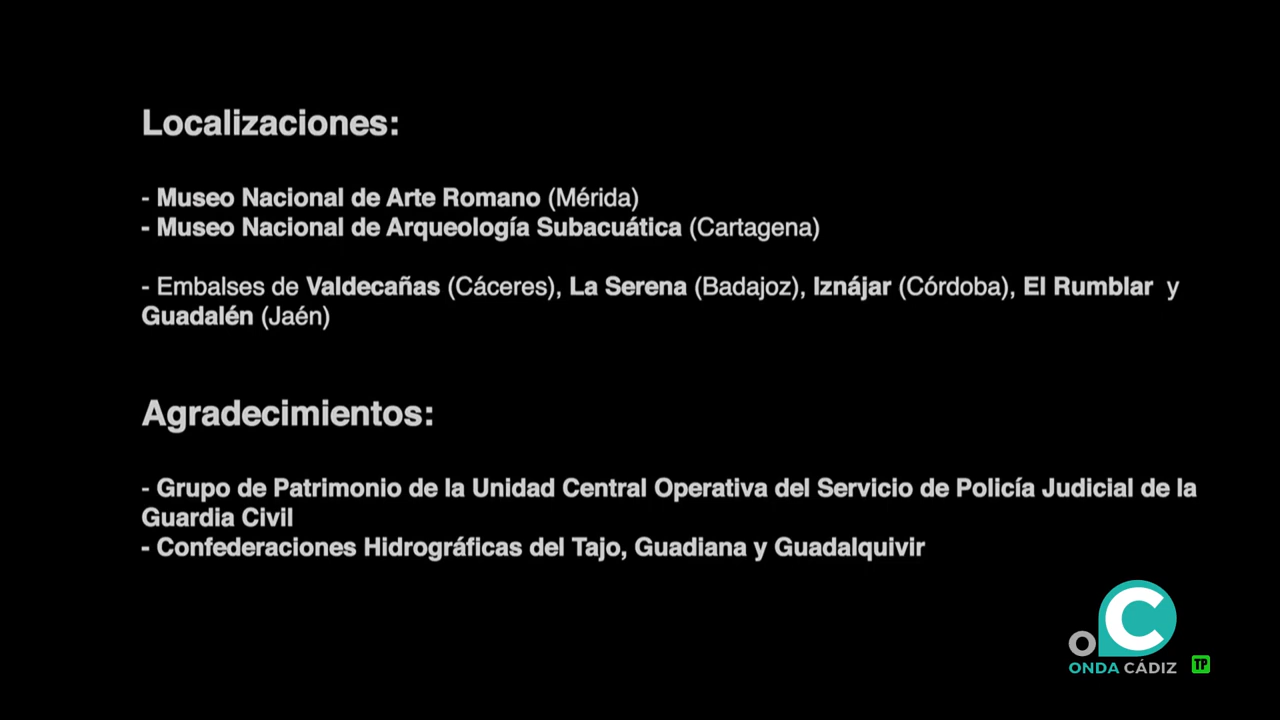 Localizaciones:
- Museo Nacional de Arte Romano (Mérida)
- Museo Nacional de Arqueología Subacuática (Cartagena)
- Embalses de Valdecañas (Cáceres), La Serena (Badajoz), Iznájar (Córdoba), El Rumblar y
Guadalén (Jaén)
Agradecimientos:
- Grupo de Patrimonio de la Unidad Central Operativa del Servicio de Policía Judicial de la
Guardia Civil
- Confederaciones Hidrográficas del Tajo, Guadiana y Guadalquivir
OC
ONDA CÁDIZ TP